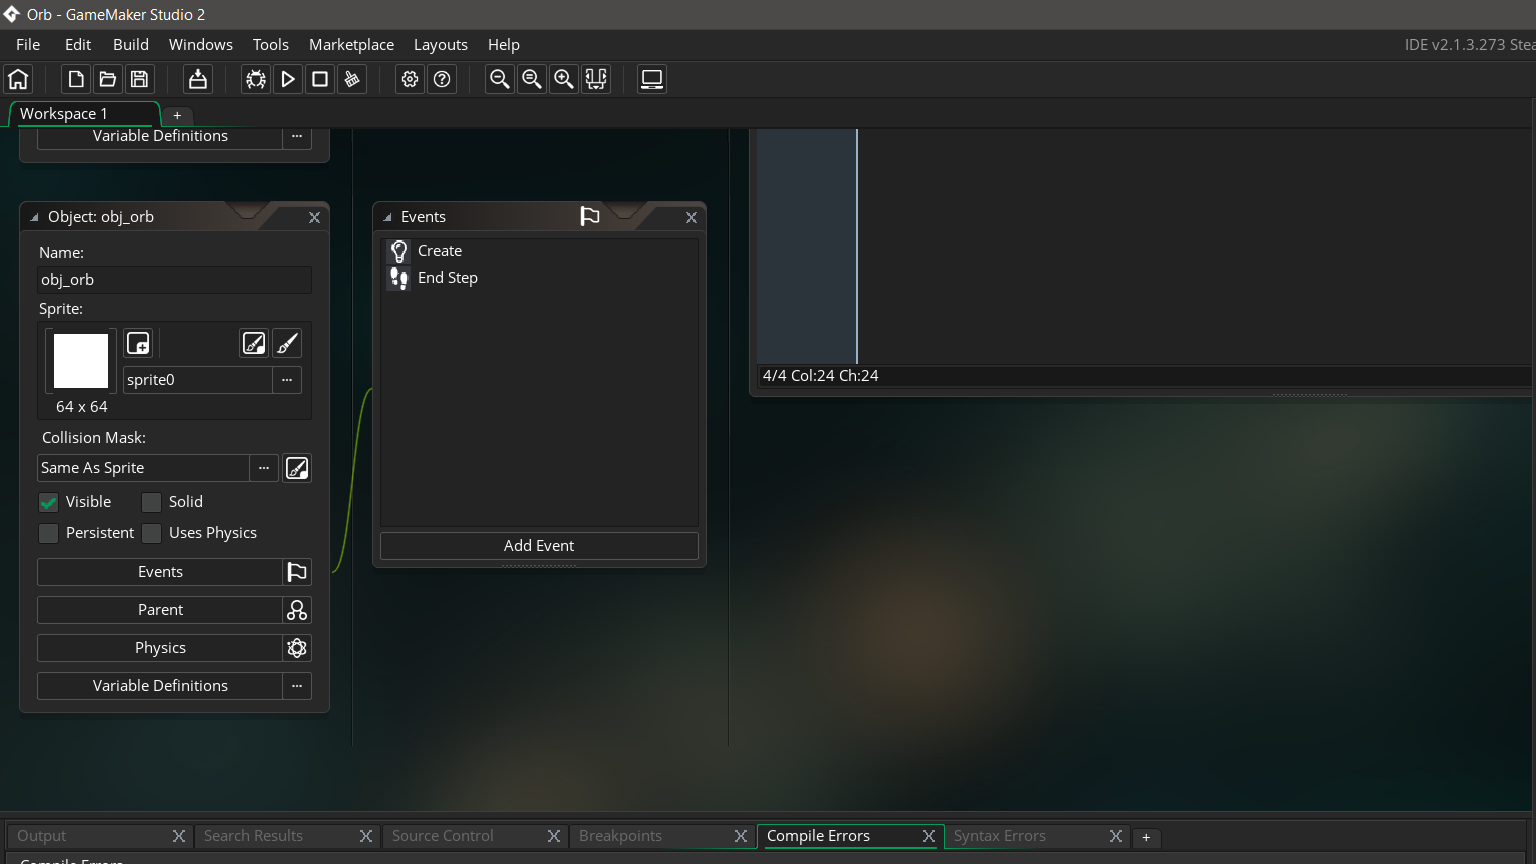 Orb - GameMaker Studio 2
File Edit Build Windows Tools Marketplace Layouts Help
IDE v2.1.3.273
Workspace 1 +
Variable Definitions ...
Object: obj_orb
Name:
obj_orb
Sprite:
sprite0 ...
64 x 64
Collision Mask:
Same As Sprite ...
Visible Solid
Persistent Uses Physics
Events
Parent
Physics
Variable Definitions ...
Events
Create
End Step
Add Event
4/4 Col:24 Ch:24
Output Search Results Source Control Breakpoints Compile Errors Syntax Errors +
Compile Errors